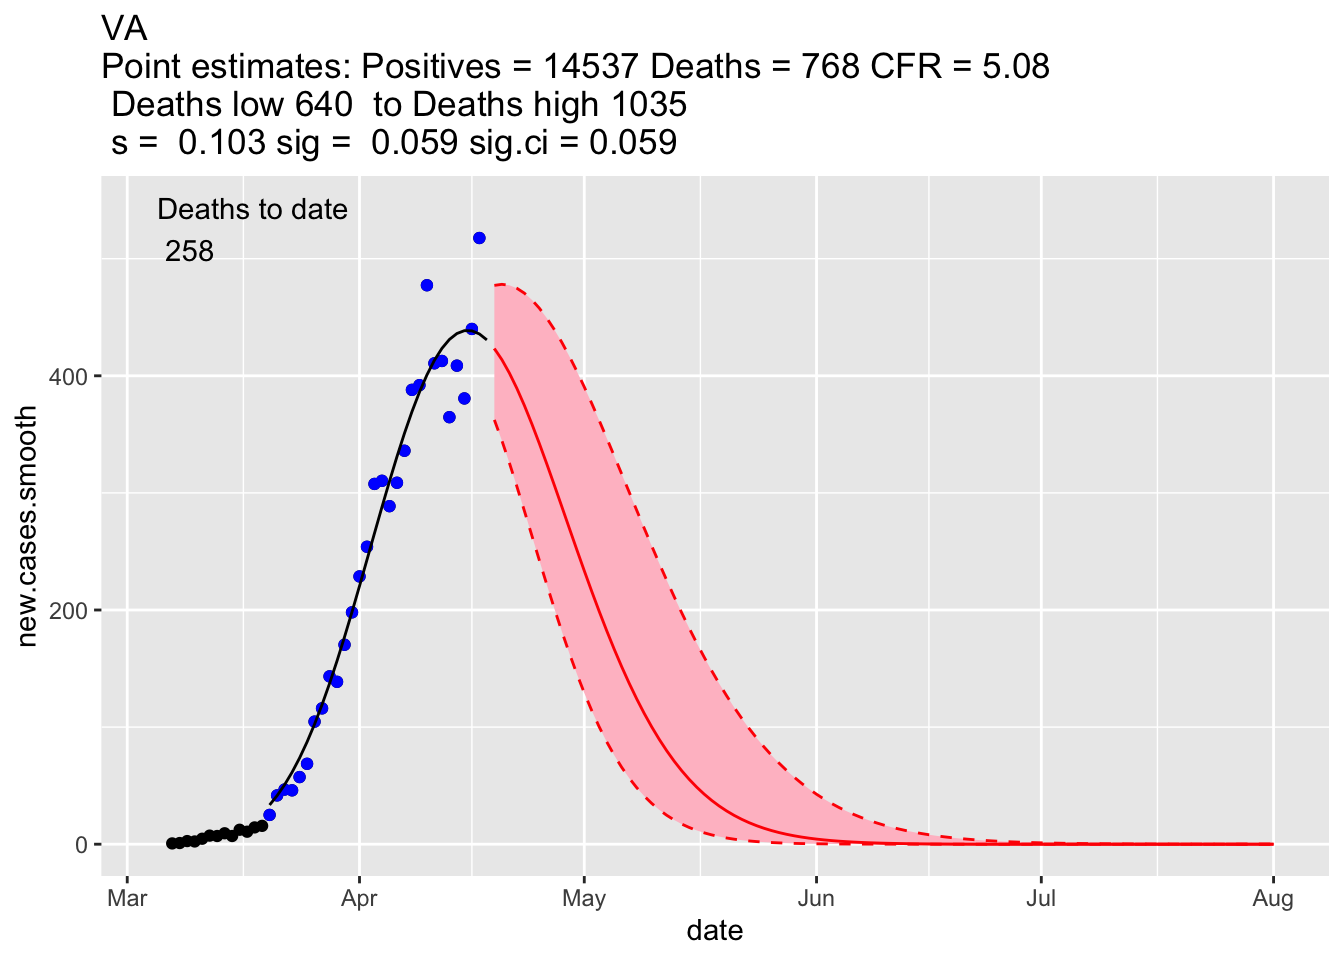 VA
Point estimates: Positives = 14537 Deaths = 768 CFR = 5.08
Deaths low 640  to Deaths high 1035
s =  0.103 sig =  0.059 sig.ci = 0.059
Deaths to date
258
new.cases.smooth
400
200
0
Mar Apr May Jun Jul Aug
date